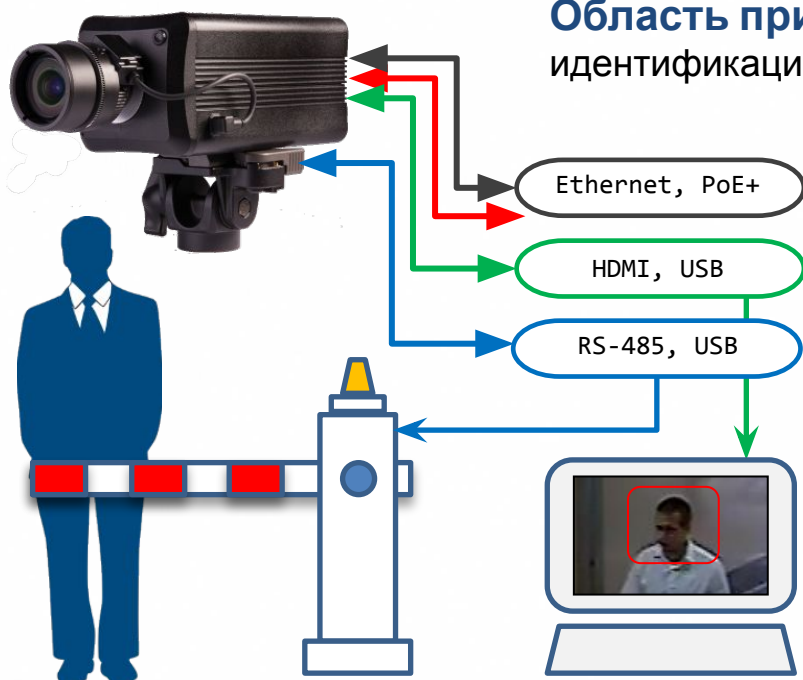 Область при
идентификаци
Ethernet, PoE+
HDMI, USB
RS-485, USB